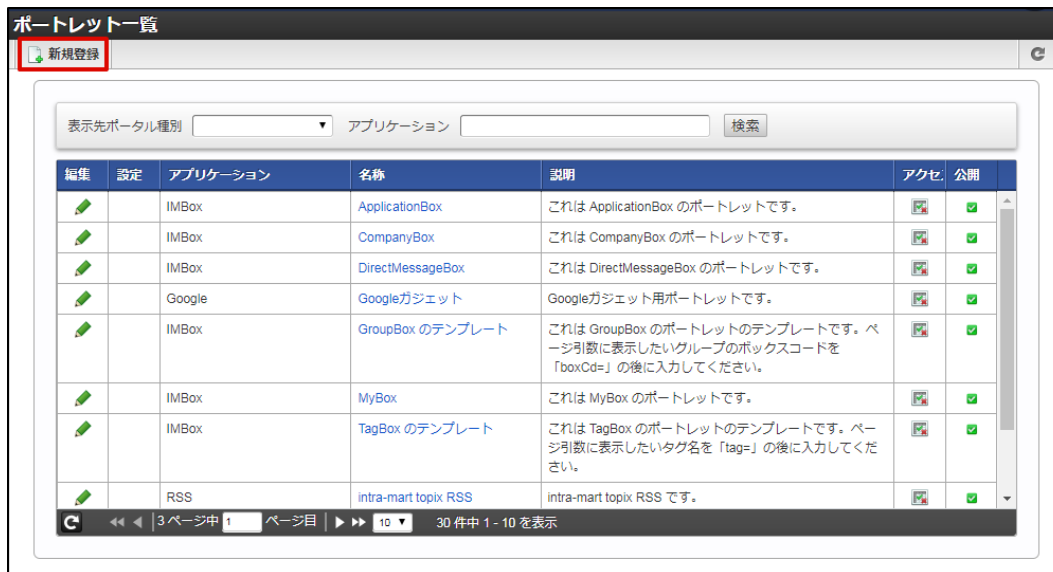 ポートレット一覧
新規登録
表示先ポータル種別 アプリケーション 検索
編集 設定 アプリケーション 名称 説明 アクセ. 公開
IMBox ApplicationBox これは ApplicationBox のポートレットです。
IMBox CompanyBox これは CompanyBox のポートレットです。
IMBox DirectMessageBox これは DirectMessageBox のポートレットです。
Google Googleガジェット Googleガジェット用ポートレットです。
IMBox GroupBox のテンプレート これは GroupBox のポートレットのテンプレートです。ペ
ージ引数に表示したいグループのボックスコードを
「boxCd=」の後に入力してください。
IMBox MyBox これは MyBox のポートレットです。
IMBox TagBox のテンプレート これは TagBox のポートレットのテンプレートです。ペー
ジ引数に表示したいタグ名を「tag=」の後に入力してくだ
さい。
RSS intra-mart topix RSS intra-mart topix RSS です。
3 ページ中 1 ページ目 10 30 件中 1 - 10 を表示